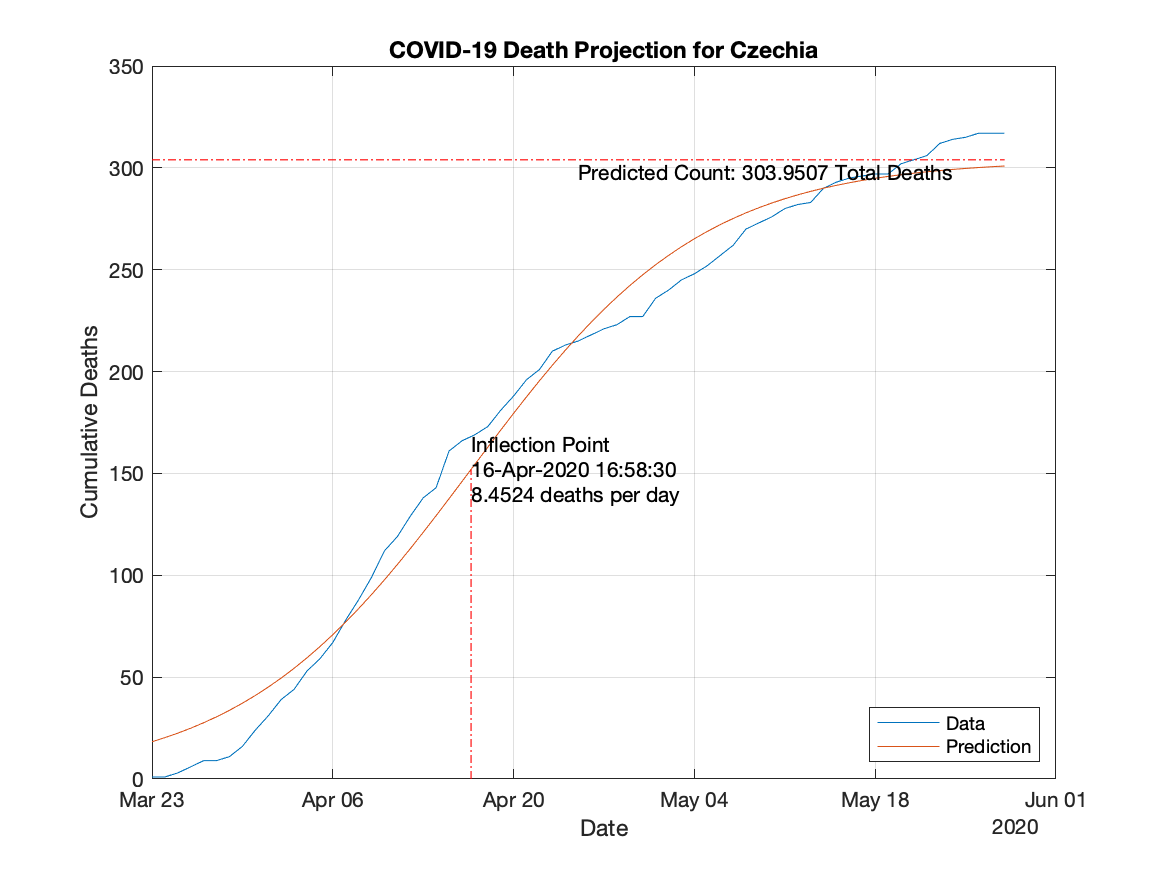 COVID-19 Death Projection for Czechia
350
300
250
200
150
100
50
0
Cumulative Deaths
Predicted Count: 303.9507 Total Deaths
Inflection Point
16-Apr-2020 16:58:30
8.4524 deaths per day
Data
Prediction
Mar 23 Apr 06 Apr 20 May 04 May 18 Jun 01
Date
2020